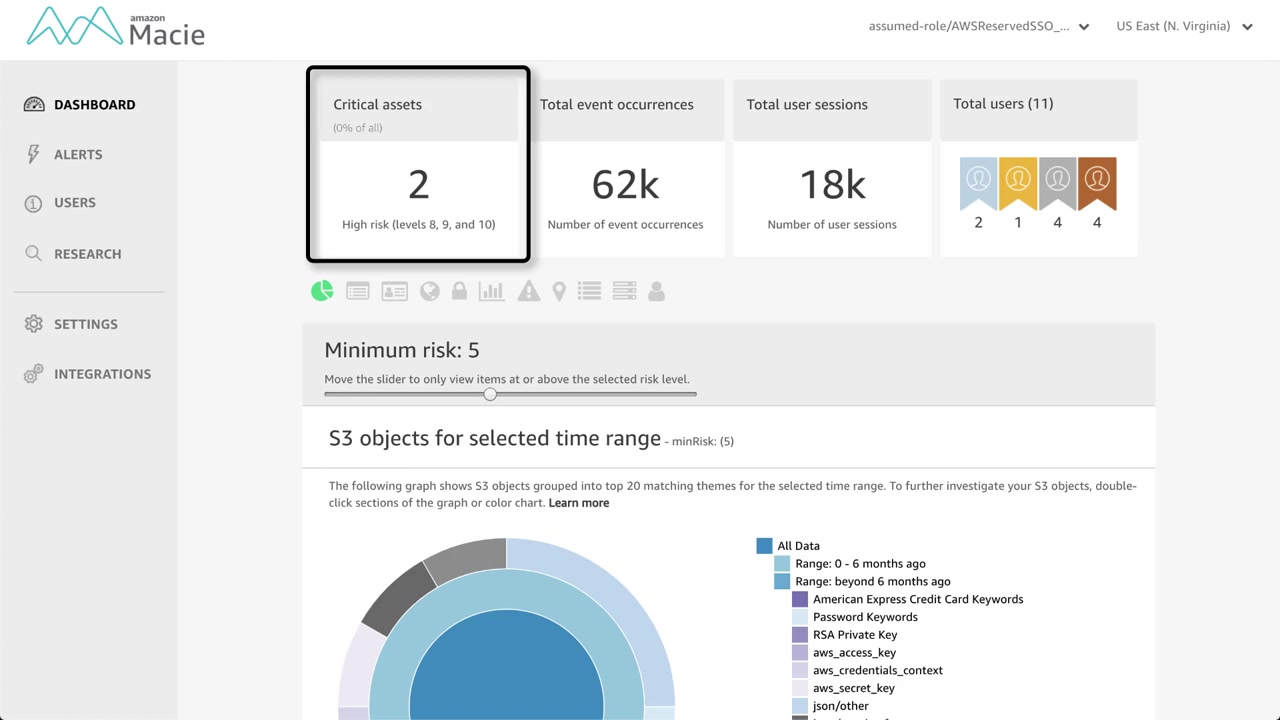 amazon
Macie
assumed-role/AWSReservedSSO_...
US East (N. Virginia)
DASHBOARD
ALERTS
USERS
RESEARCH
SETTINGS
INTEGRATIONS
Critical assets
(0% of all)
2
High risk (levels 8, 9, and 10)
Total event occurrences
62k
Number of event occurrences
Total user sessions
18k
Number of user sessions
Total users (11)
2 1 4 4
Minimum risk: 5
Move the slider to only view items at or above the selected risk level.
S3 objects for selected time range - minRisk: (5)
The following graph shows S3 objects grouped into top 20 matching themes for the selected time range. To further investigate your S3 objects, double-
click sections of the graph or color chart. Learn more
All Data
Range: 0 - 6 months ago
Range: beyond 6 months ago
American Express Credit Card Keywords
Password Keywords
RSA Private Key
aws_access_key
aws_credentials_context
aws_secret_key
json/other